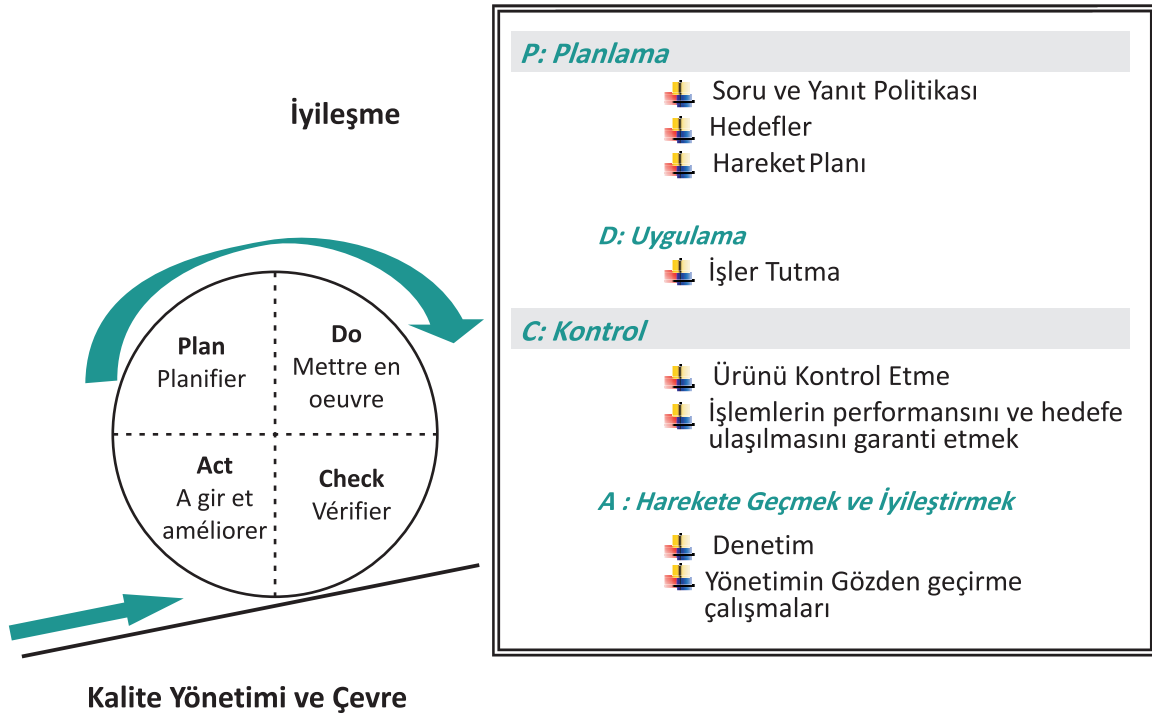 İyileşme
Plan
Planifier
Do
Mettre en
oeuvre
Act
A gir et
améliorer
Check
Vérifier
Kalite Yönetimi ve Çevre
P: Planlama
Soru ve Yanıt Politikası
Hedefler
Hareket Planı
D: Uygulama
İşler Tutma
C: Kontrol
Ürünü Kontrol Etme
İşlemlerin performansını ve hedefe
ulaşılmasını garanti etmek
A : Harekete Geçmek ve İyileştirmek
Denetim
Yönetimin Gözden geçirme
çalışmaları